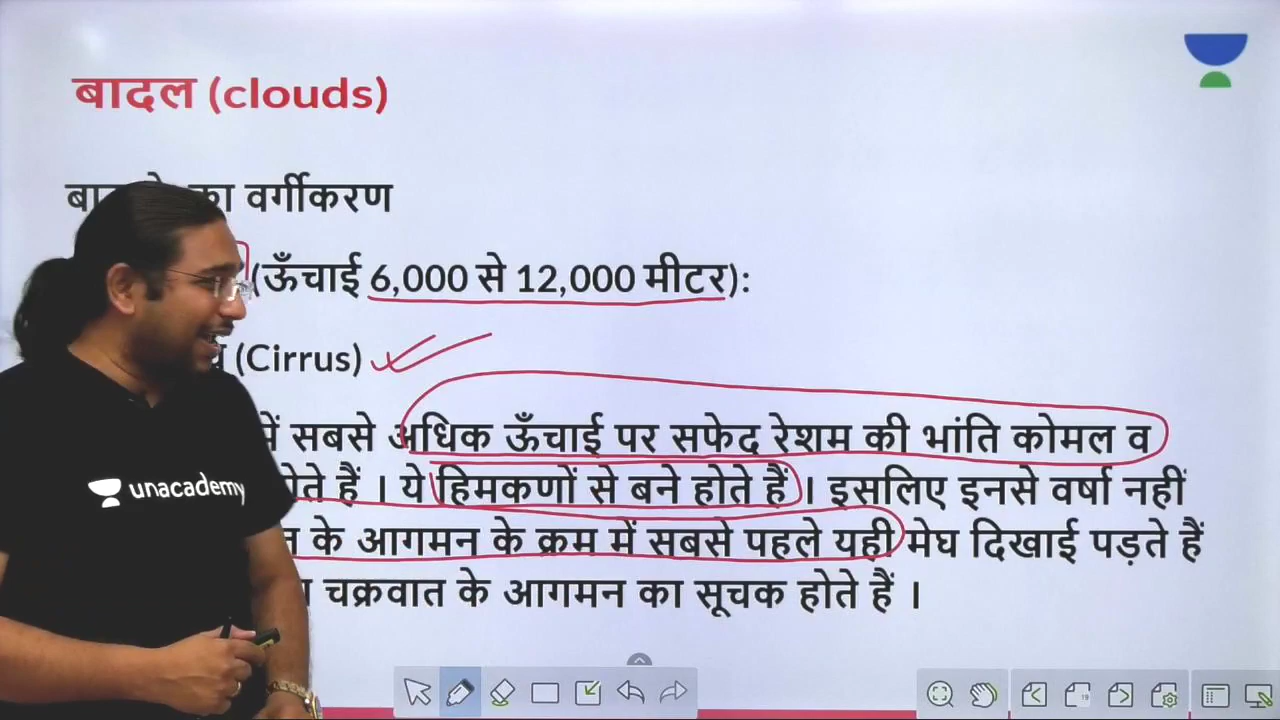 बादल (clouds)
का वर्गीकरण
(ऊँचाई 6,000 से 12,000 मीटर):
(Cirrus)
में सबसे अधिक ऊँचाई पर सफेद रेशम की भांति कोमल व
होते हैं । ये हिमकणों से बने होते हैं । इसलिए इनसे वर्षा नहीं
के आगमन के क्रम में सबसे पहले यही मेघ दिखाई पड़ते हैं
चक्रवात के आगमन का सूचक होते हैं ।
unacademy
19